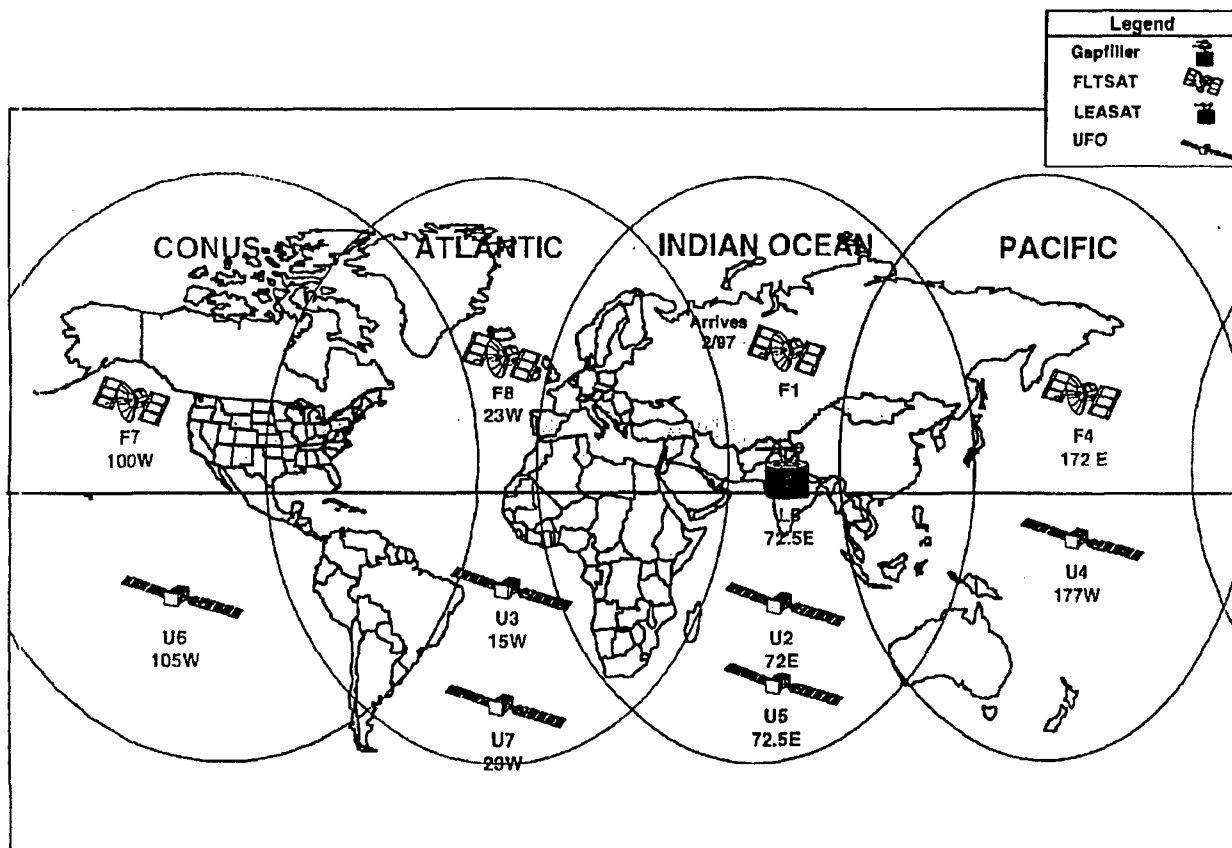 Legend
Gapfiller
FLTSAT
LEASAT
UFO
CONUS
ATLANTIC
INDIAN OCEAN
PACIFIC
Arrives
2/97
F1
F7
100W
F8
23W
F4
172 E
L5
72.5E
U6
105W
U3
15W
U2
72E
U4
177W
U7
29W
U5
72.5E